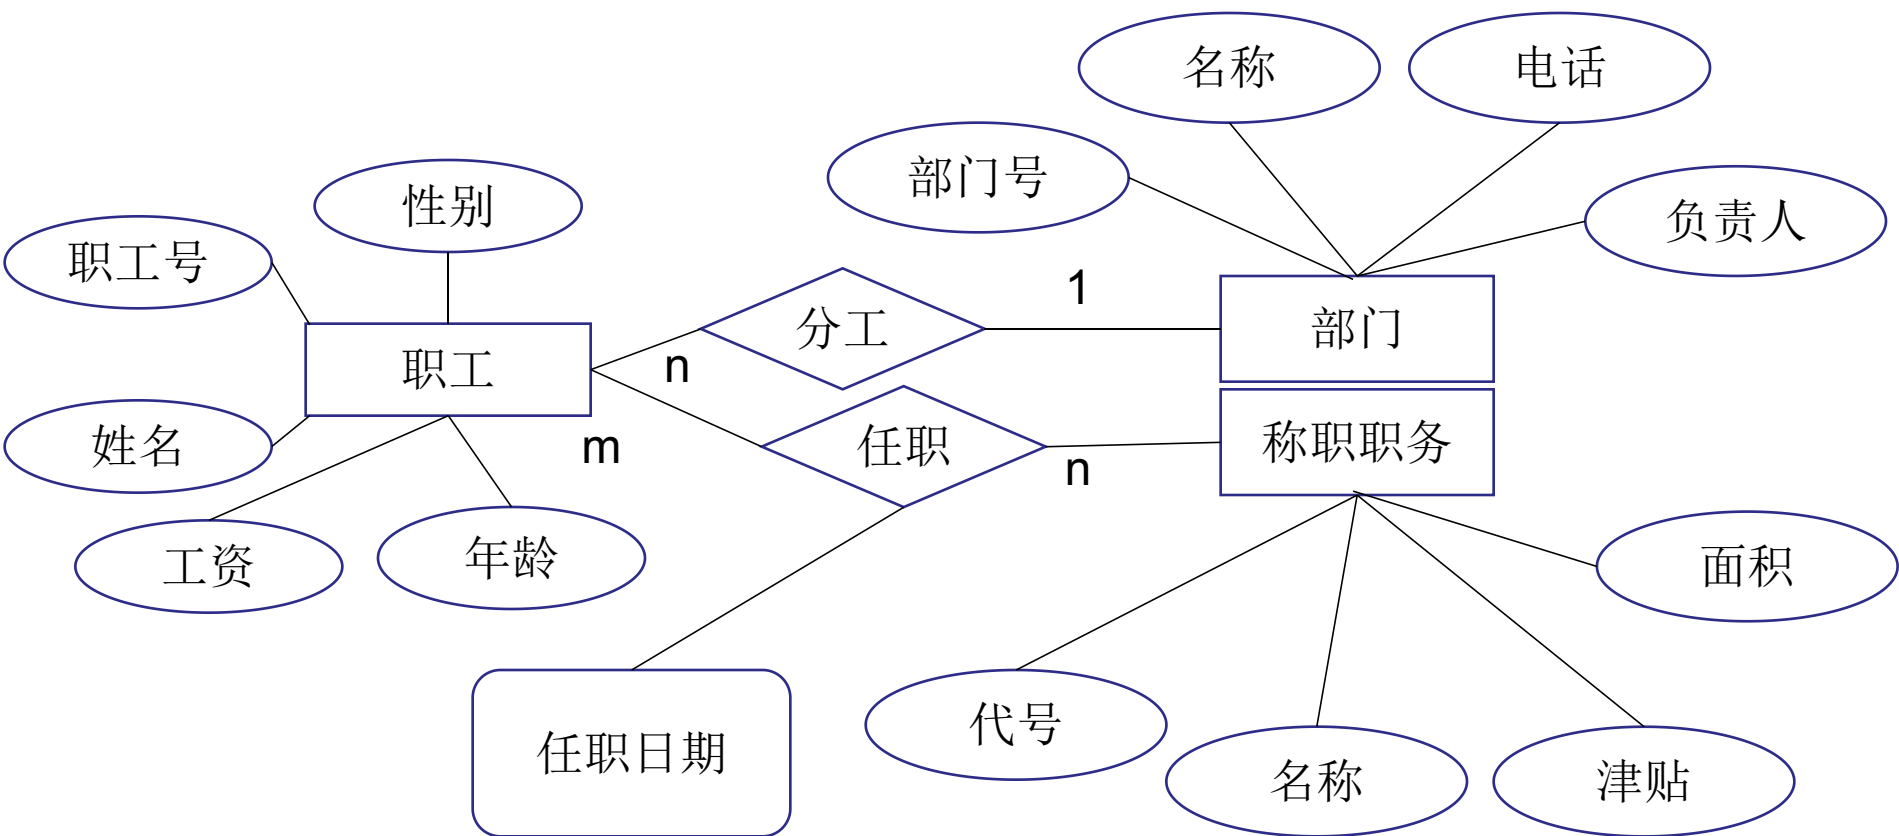 名称
电话
部门号
性别
负责人
职工号
1
分工
部门
职工
n
姓名
m
任职
称职职务
n
工资
年龄
面积
代号
任职日期
名称
津贴